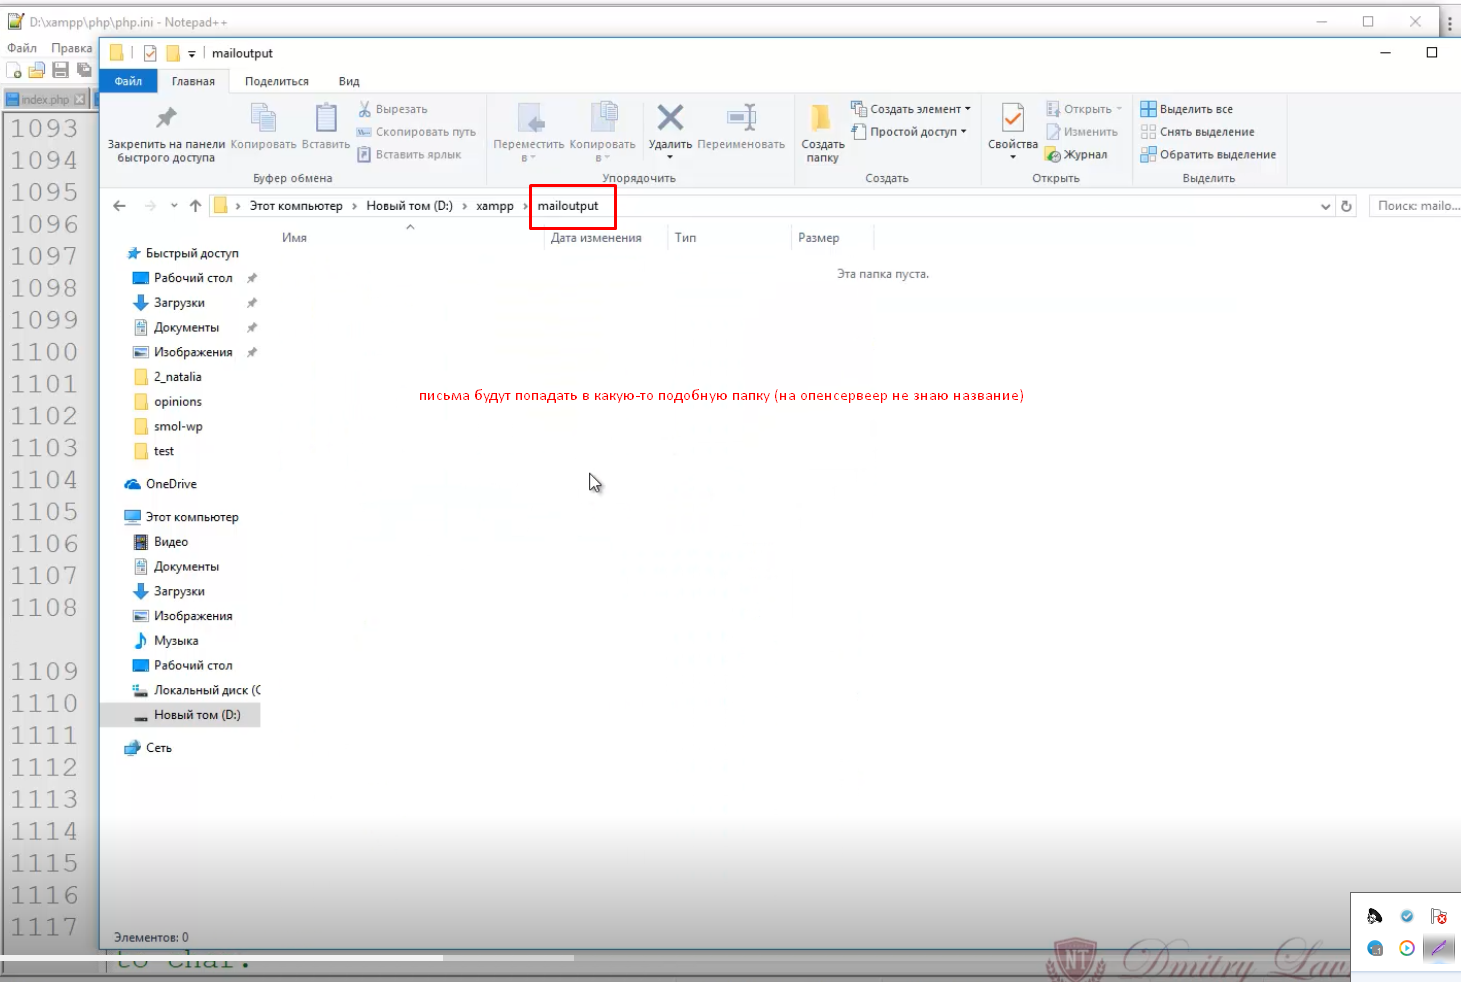 D:\xampp\php\php.ini - Notepad++
Файл Правка
mailoutput
Файл Главная Поделиться Вид
index.php
Закрепить на панели быстрого доступа
Копировать
Вставить
Вырезать
Скопировать путь
Вставить ярлык
Буфер обмена
Переместить в
Копировать в
Удалить
Переименовать
Упорядочить
Создать папку
Создать элемент
Простой доступ
Создать
Свойства
Открыть
Изменить
Журнал
Открыть
Выделить все
Снять выделение
Обратить выделение
Выделить
Этот компьютер › Новый том (D:) › xampp › mailoutput
Поиск: mailo...
Имя Дата изменения Тип Размер
Эта папка пуста.
Быстрый доступ
Рабочий стол
Загрузки
Документы
Изображения
2_natalia
opinions
smol-wp
test
OneDrive
Этот компьютер
Видео
Документы
Загрузки
Изображения
Музыка
Рабочий стол
Локальный диск (C
Новый том (D:)
Сеть
письма будут попадать в какую-то подобную папку (на опенсервеер не знаю название)
1093
1094
1095
1096
1097
1098
1099
1100
1101
1102
1103
1104
1105
1106
1107
1108
1109
1110
1111
1112
1113
1114
1115
1116
1117
Элементов: 0
to char.
NT
Dmitry Lav